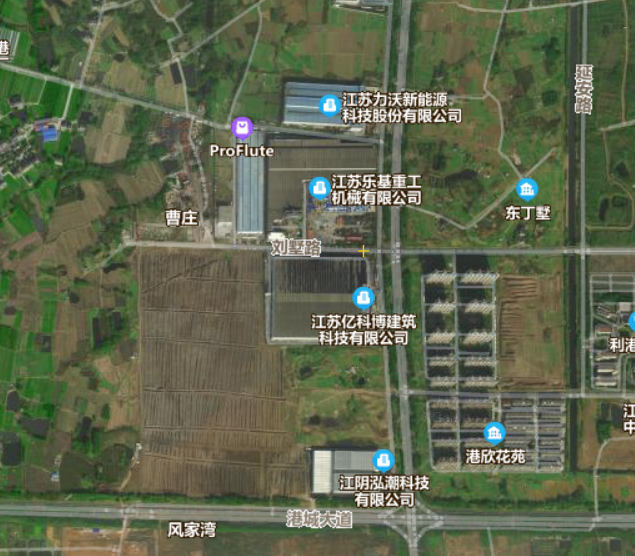 港
延安路
江苏力沃新能源
科技股份有限公司
ProFlute
江苏乐基重工
机械有限公司
东丁墅
曹庄
刘墅路
江苏亿科博建筑
科技有限公司
利港
江
中
港欣花苑
江阴泓潮科技
有限公司
港城大道
风家湾